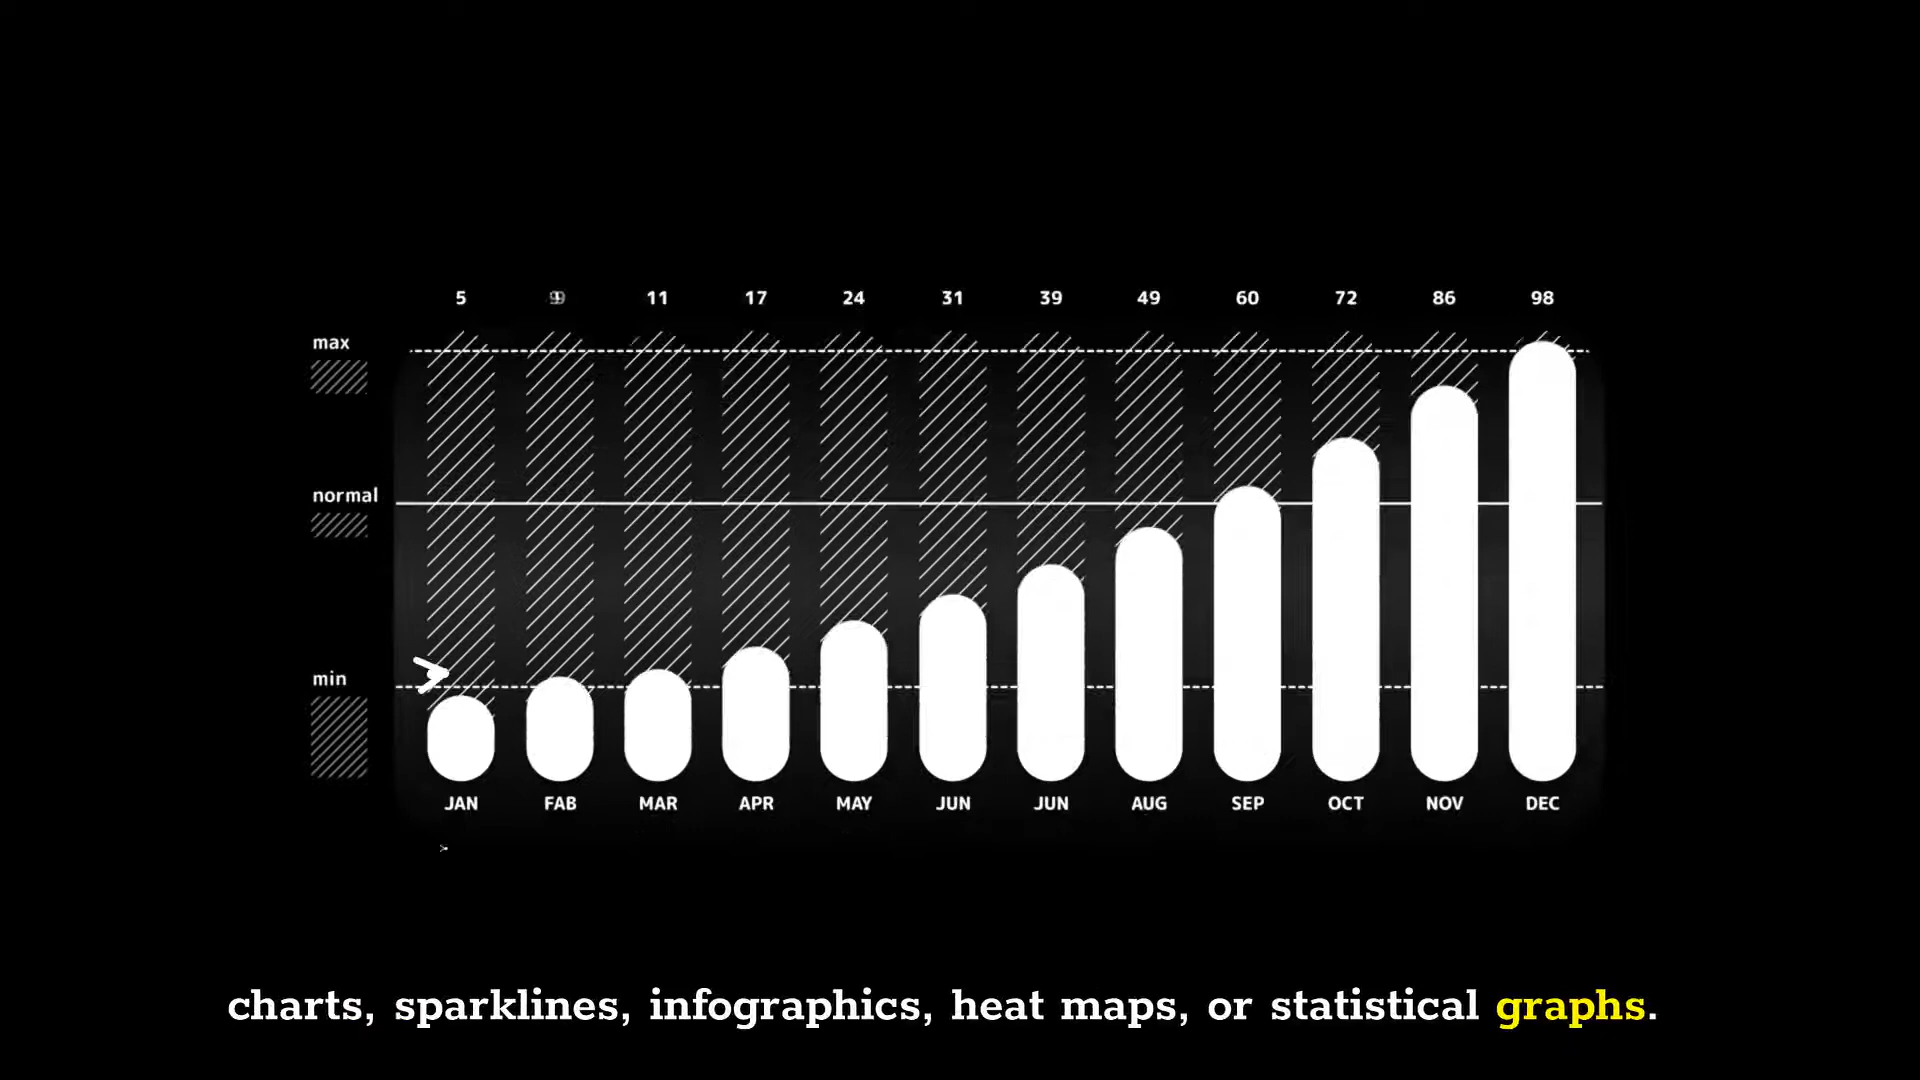 5 11 17 24 31 39 49 60 72 86 98
max
normal
min
JAN FAB MAR APR MAY JUN JUN AUG SEP OCT NOV DEC
charts, sparklines, infographics, heat maps, or statistical graphs.